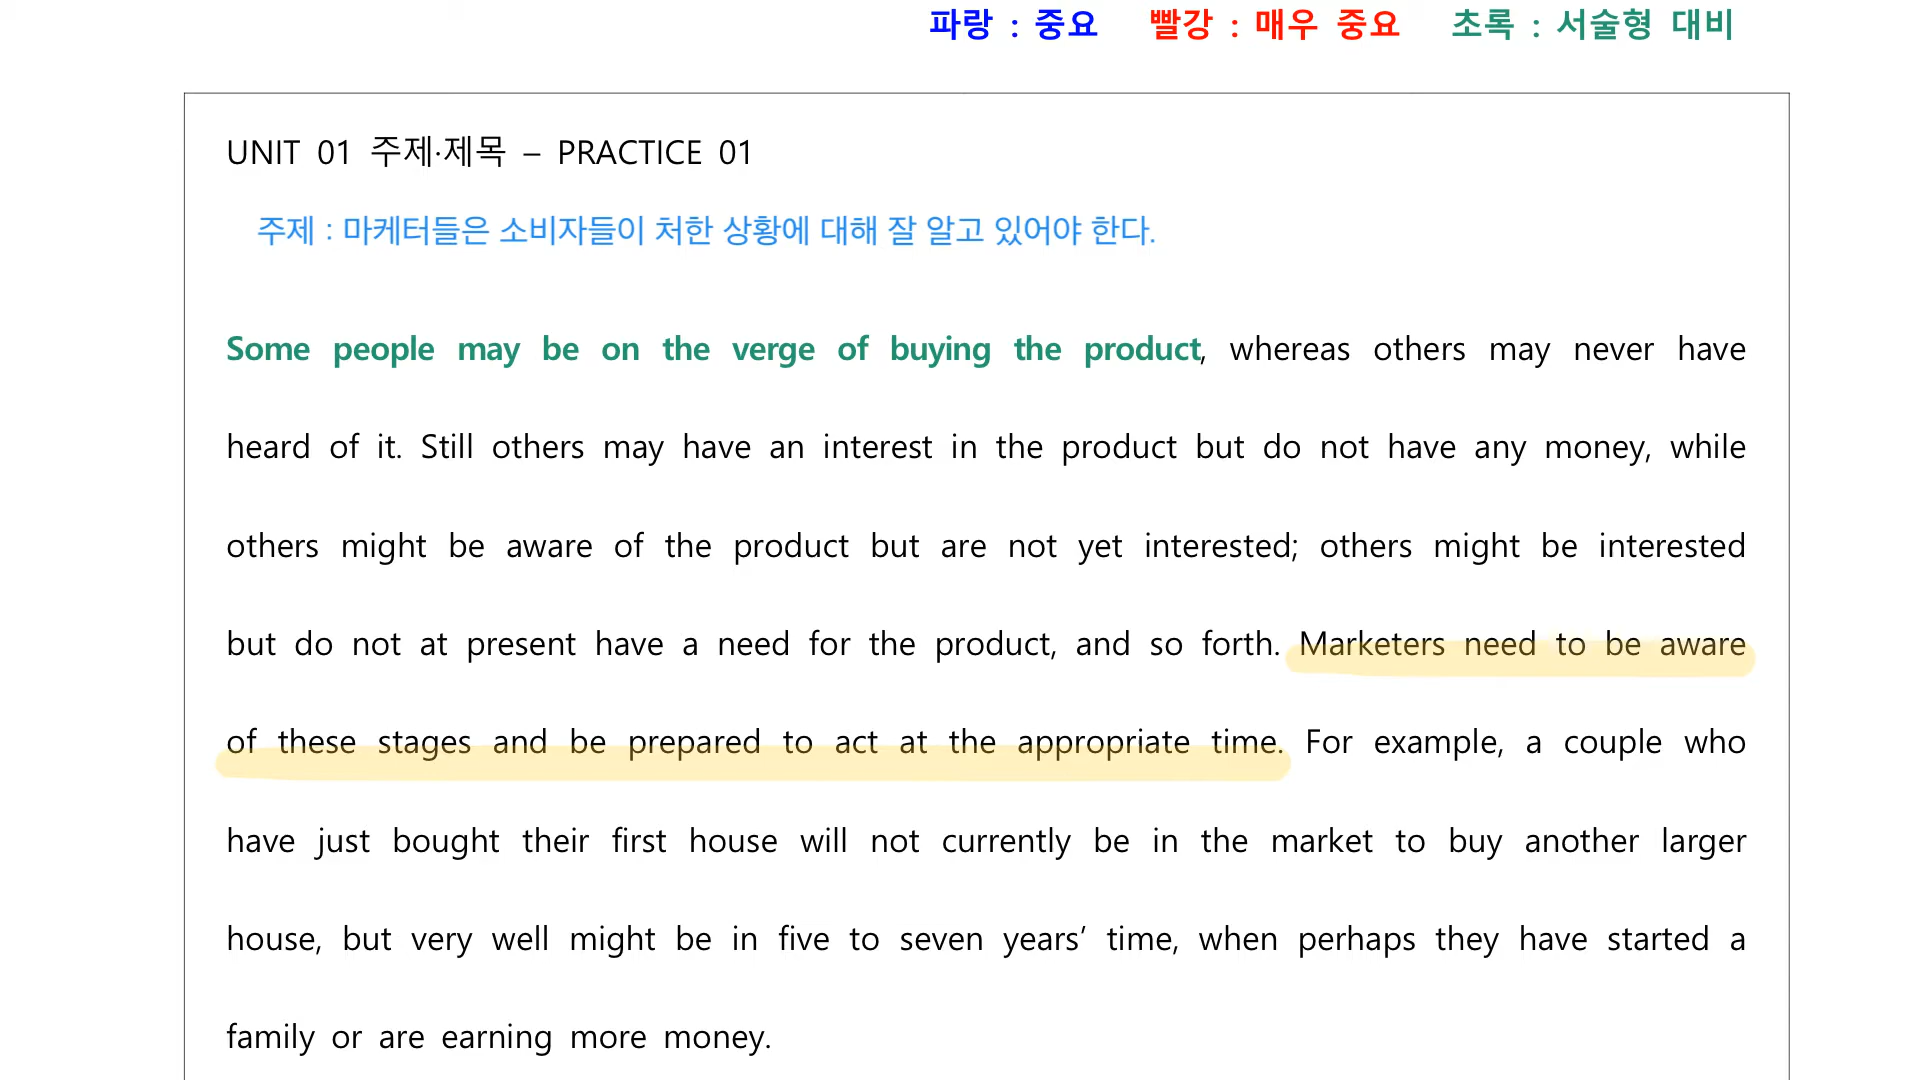 파랑 : 중요 빨강 : 매우 중요 초록 : 서술형 대비
UNIT 01 주제·제목 – PRACTICE 01
주제 : 마케터들은 소비자들이 처한 상황에 대해 잘 알고 있어야 한다.
Some people may be on the verge of buying the product, whereas others may never have
heard of it. Still others may have an interest in the product but do not have any money, while
others might be aware of the product but are not yet interested; others might be interested
but do not at present have a need for the product, and so forth. Marketers need to be aware
of these stages and be prepared to act at the appropriate time. For example, a couple who
have just bought their first house will not currently be in the market to buy another larger
house, but very well might be in five to seven years’ time, when perhaps they have started a
family or are earning more money.